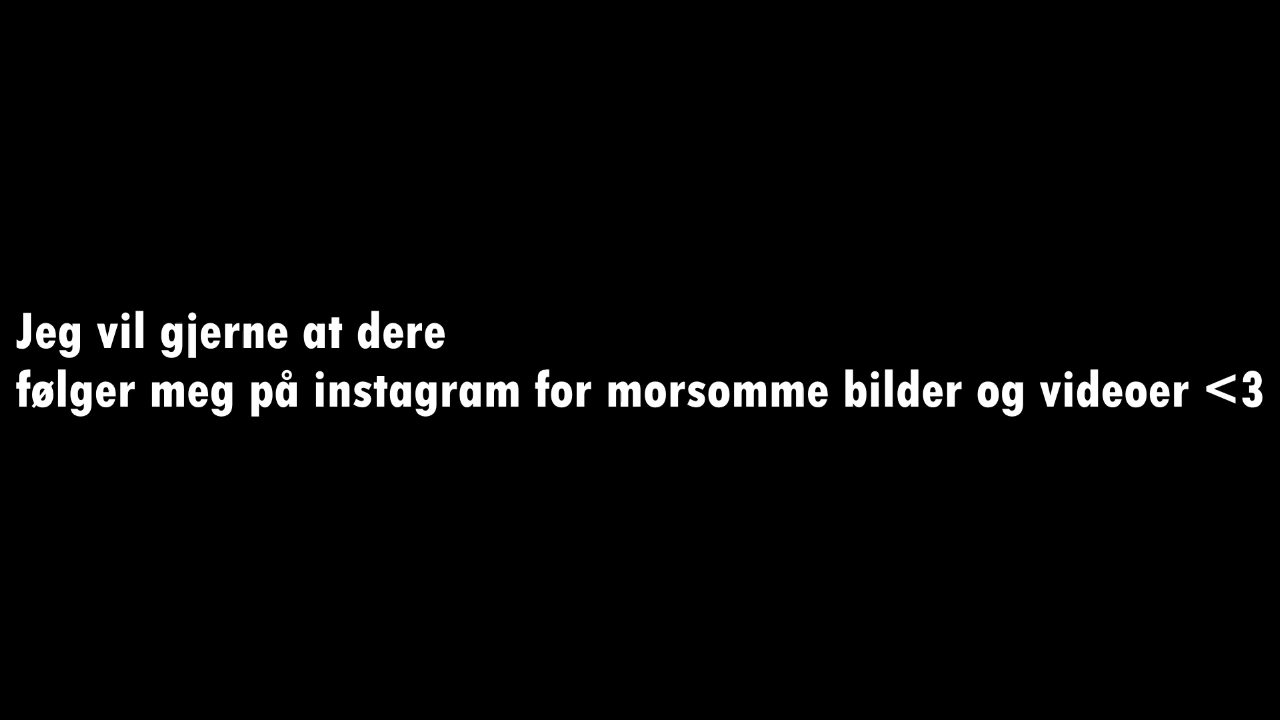 Jeg vil gjerne at dere
følger meg på instagram for morsomme bilder og videoer <3